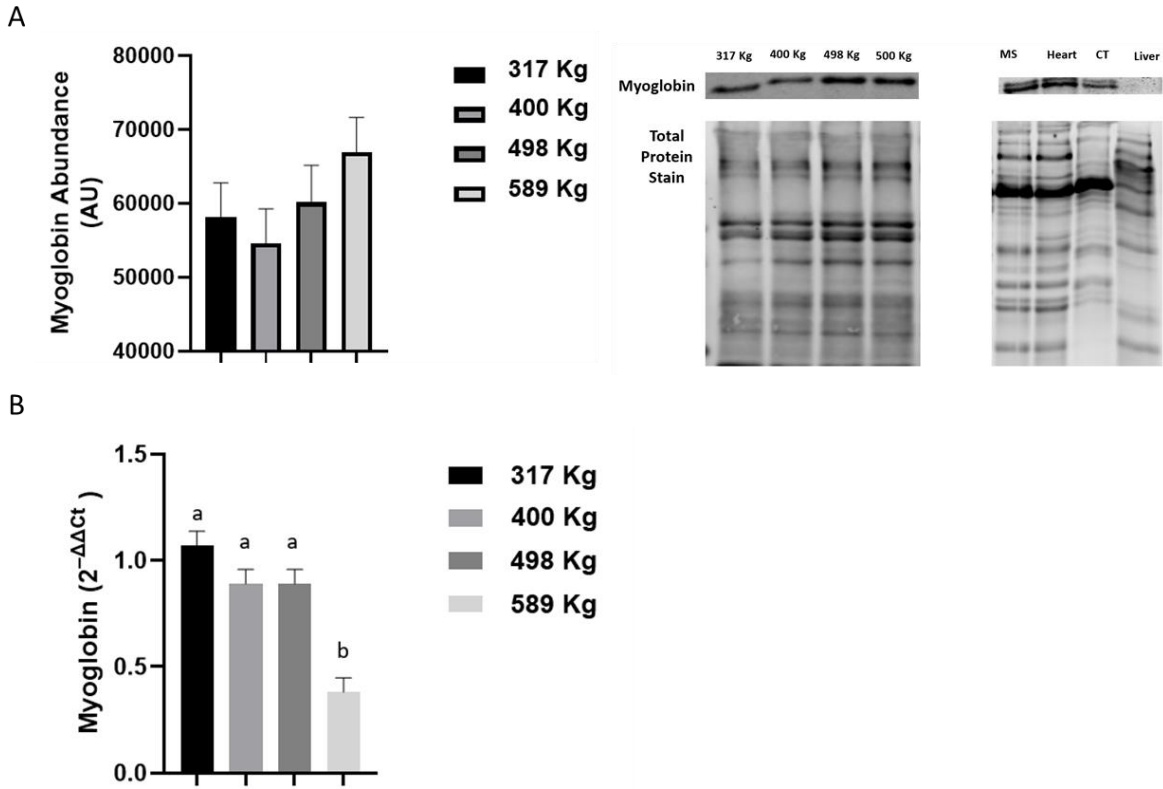 A
Myoglobin Abundance
(AU)
80000
70000
60000
50000
40000
317 Kg
400 Kg
498 Kg
589 Kg
317 Kg 400 Kg 498 Kg 500 Kg
Myoglobin
Total
Protein
Stain
MS Heart CT Liver
B
Myoglobin (2⁻ΔΔCt)
1.5
1.0
0.5
0.0
a a a b
317 Kg
400 Kg
498 Kg
589 Kg